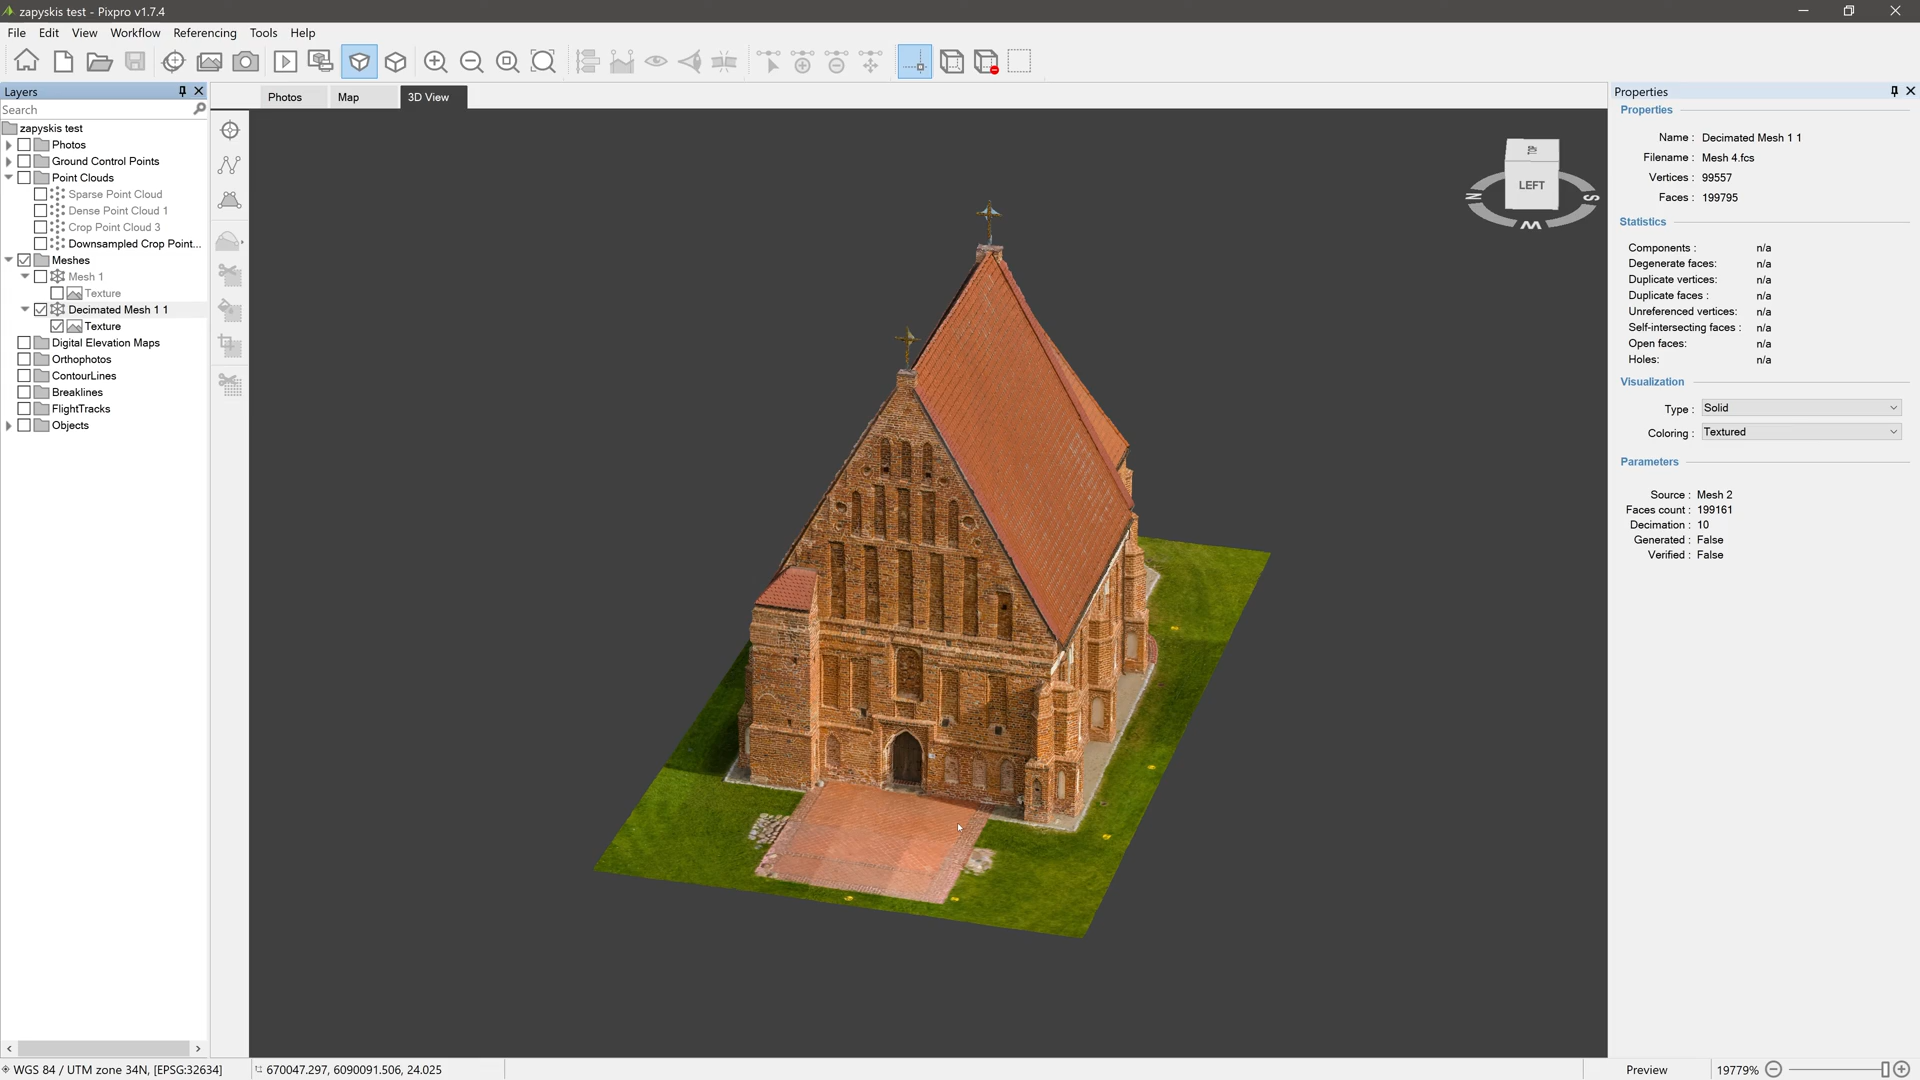 zapyskis test - Pixpro v1.7.4
File Edit View Workflow Referencing Tools Help
Layers
Search
zapyskis test
Photos
Ground Control Points
Point Clouds
Sparse Point Cloud
Dense Point Cloud 1
Crop Point Cloud 3
Downsampled Crop Point...
Meshes
Mesh 1
Texture
Decimated Mesh 1 1
Texture
Digital Elevation Maps
Orthophotos
ContourLines
Breaklines
FlightTracks
Objects
Photos Map 3D View
LEFT
N
W
S
Properties
Properties
Name : Decimated Mesh 1 1
Filename : Mesh 4.fcs
Vertices : 99557
Faces : 199795
Statistics
Components : n/a
Degenerate faces: n/a
Duplicate vertices: n/a
Duplicate faces : n/a
Unreferenced vertices: n/a
Self-intersecting faces : n/a
Open faces: n/a
Holes: n/a
Visualization
Type : Solid
Coloring : Textured
Parameters
Source : Mesh 2
Faces count : 199161
Decimation : 10
Generated : False
Verified : False
WGS 84 / UTM zone 34N, [EPSG:32634] 670047.297, 6090091.506, 24.025 Preview 19779%